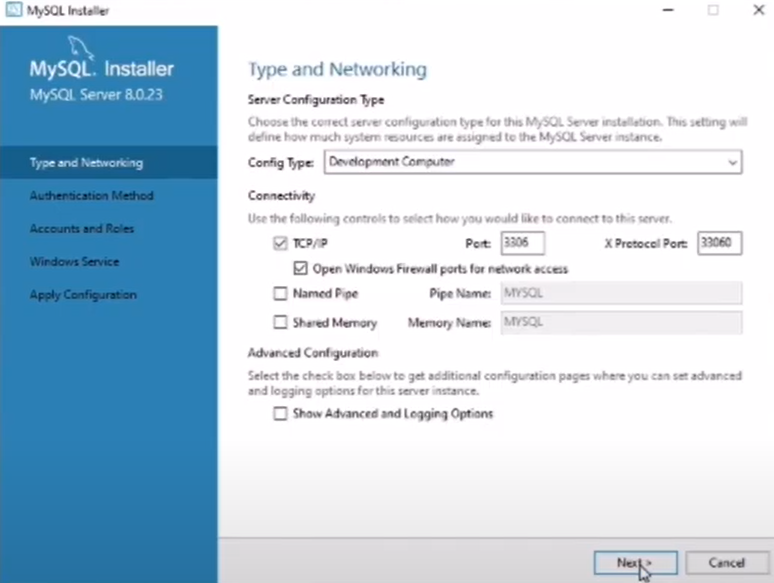 MySQL Installer
MySQL. Installer
MySQL Server 8.0.23
Type and Networking
Authentication Method
Accounts and Roles
Windows Service
Apply Configuration
Type and Networking
Server Configuration Type
Choose the correct server configuration type for this MySQL Server installation. This setting will
define how much system resources are assigned to the MySQL Server instance.
Config Type: Development Computer
Connectivity
Use the following controls to select how you would like to connect to this server.
TCP/IP Port: 3306 X Protocol Port: 33060
Open Windows Firewall ports for network access
Named Pipe Pipe Name: MYSQL
Shared Memory Memory Name: MYSQL
Advanced Configuration
Select the check box below to get additional configuration pages where you can set advanced
and logging options for this server instance.
Show Advanced and Logging Options
Next > Cancel